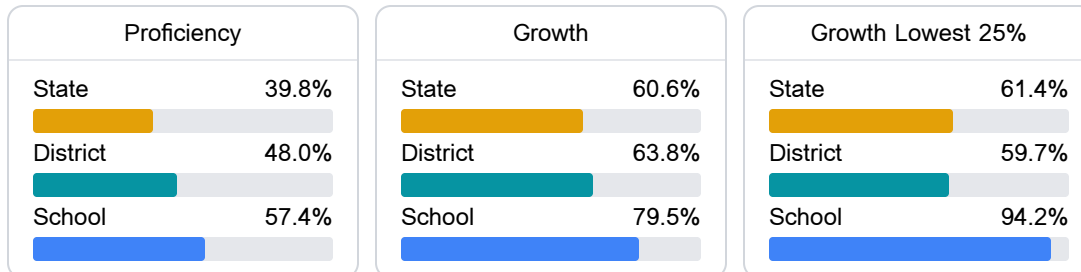 Proficiency
State 39.8%
District 48.0%
School 57.4%
Growth
State 60.6%
District 63.8%
School 79.5%
Growth Lowest 25%
State 61.4%
District 59.7%
School 94.2%